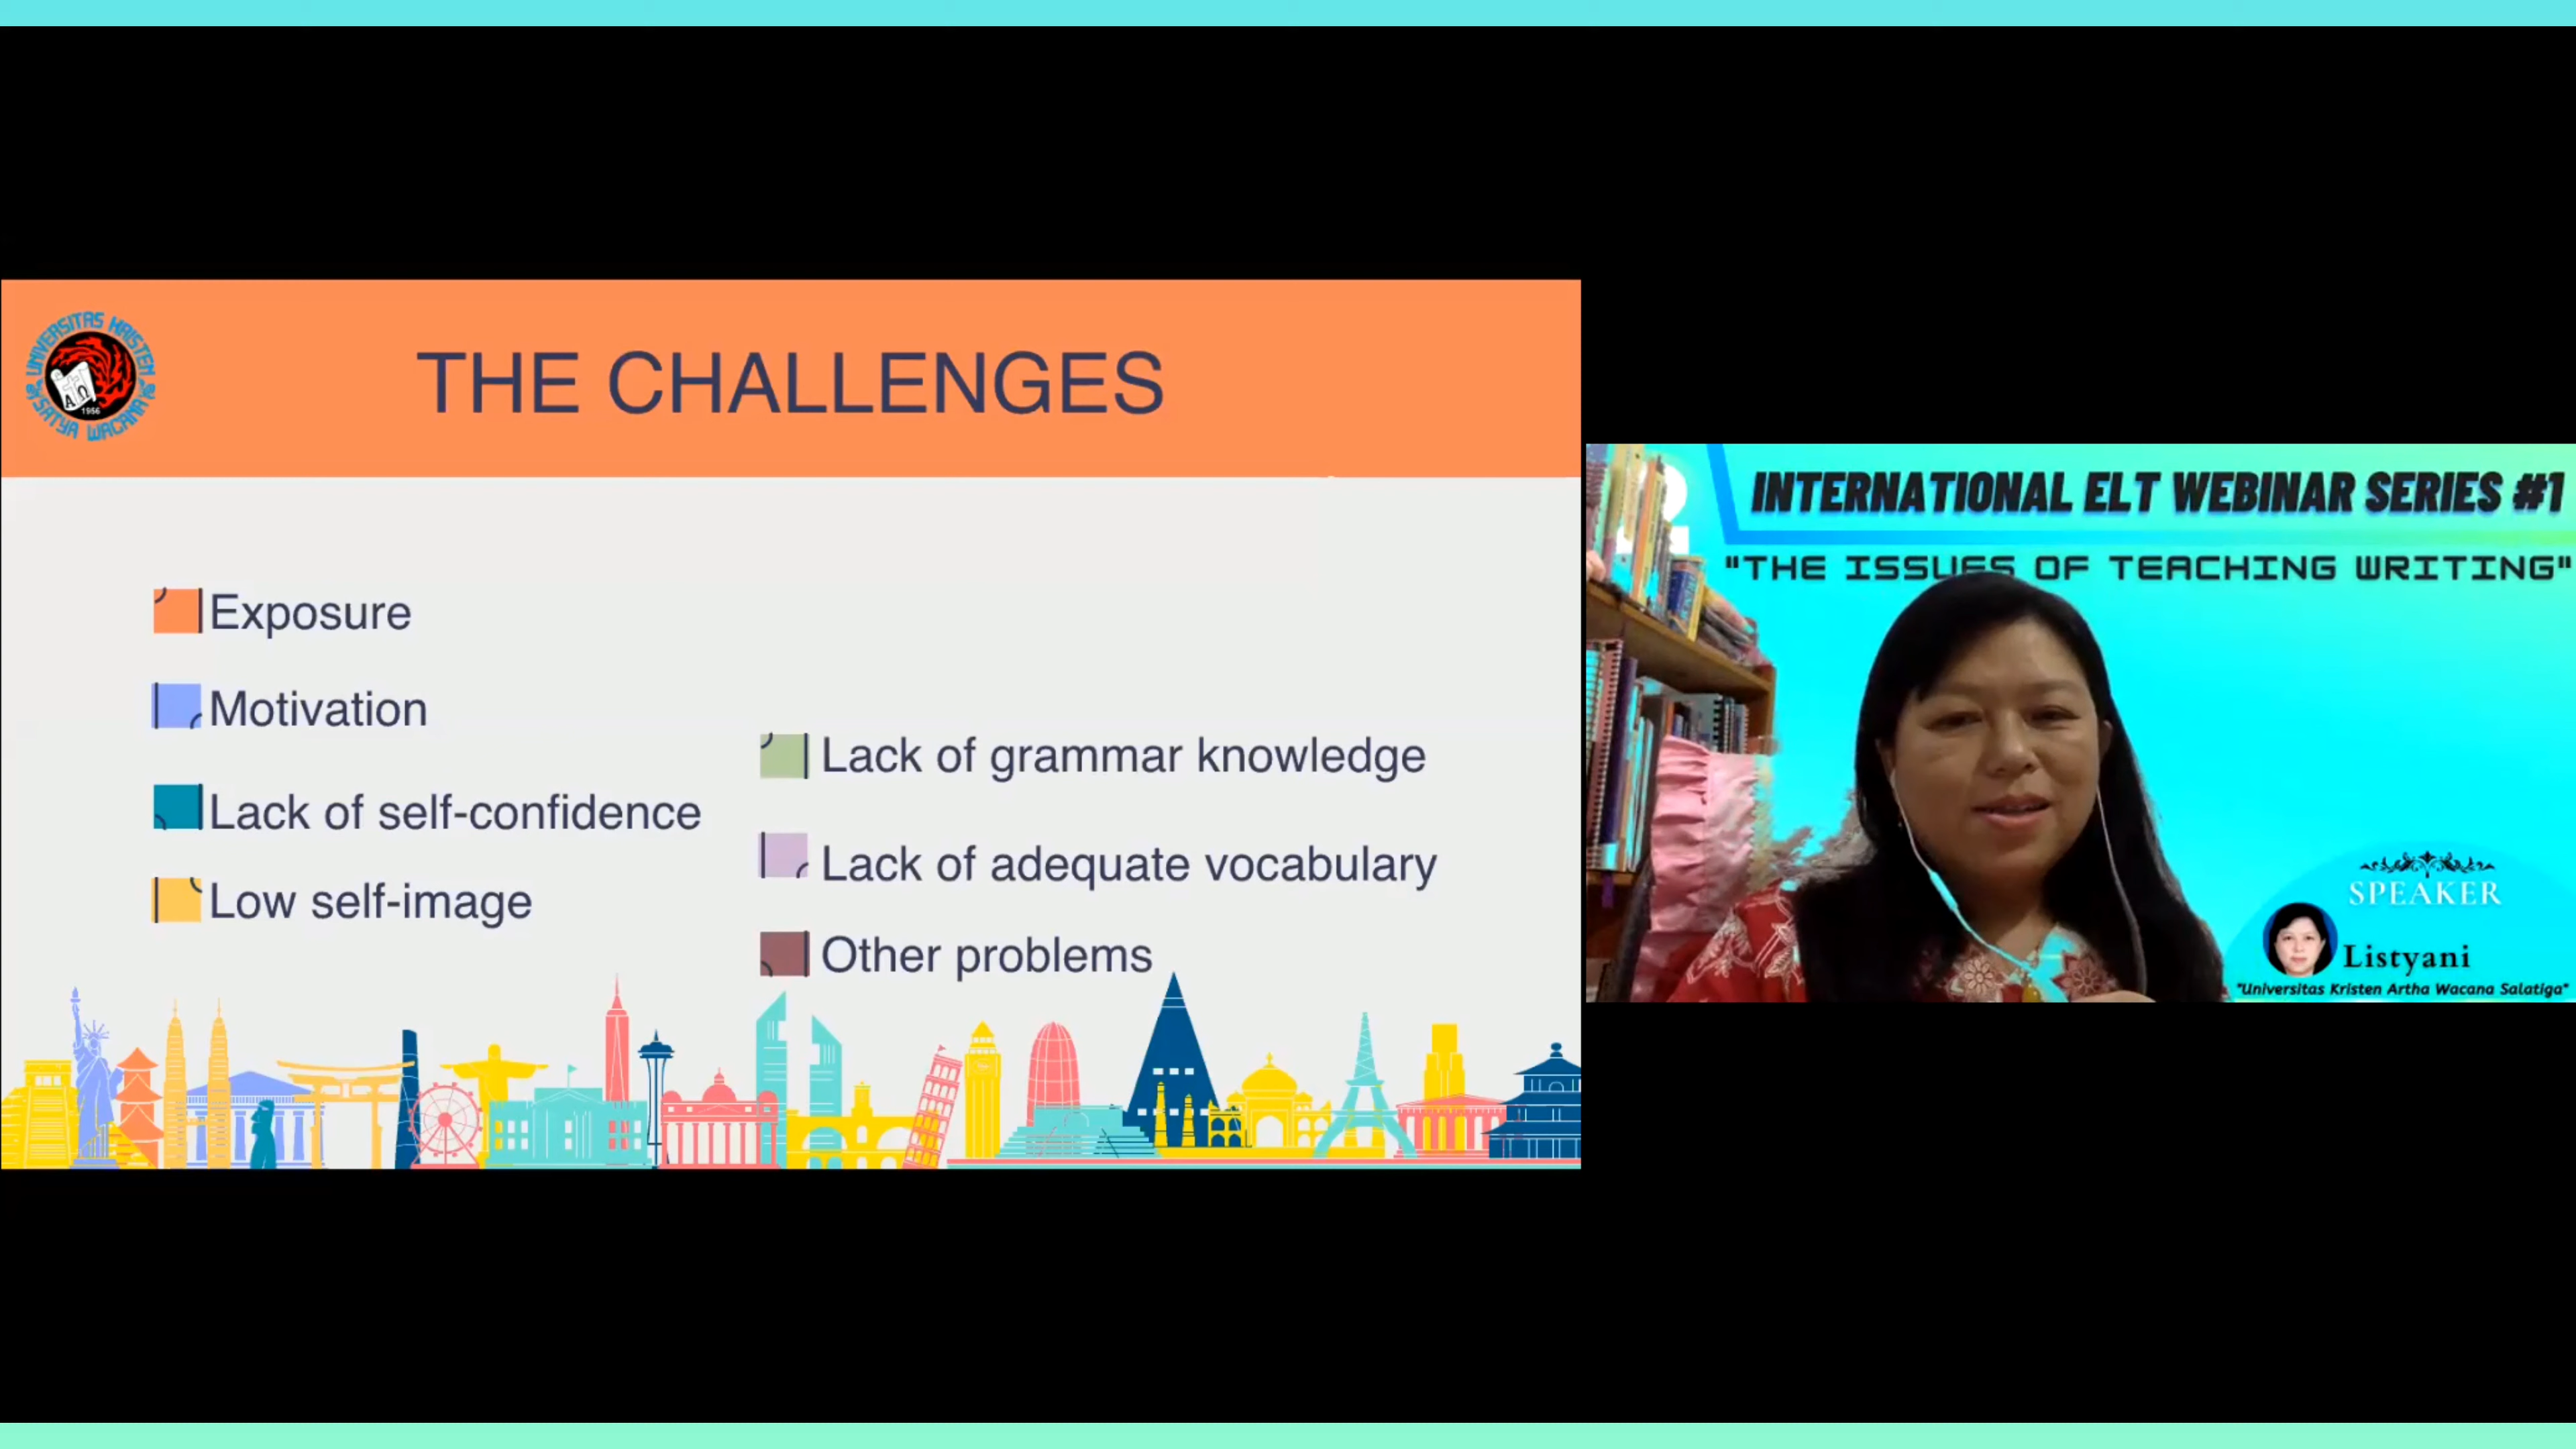 UNIVERSITAS KRISTEN
SATYA WACANA
A Ω
1956
THE CHALLENGES
Exposure
Motivation
Lack of self-confidence
Low self-image
Lack of grammar knowledge
Lack of adequate vocabulary
Other problems
INTERNATIONAL ELT WEBINAR SERIES #1
"THE ISSUES OF TEACHING WRITING"
SPEAKER
Listyani
"Universitas Kristen Artha Wacana Salatiga"